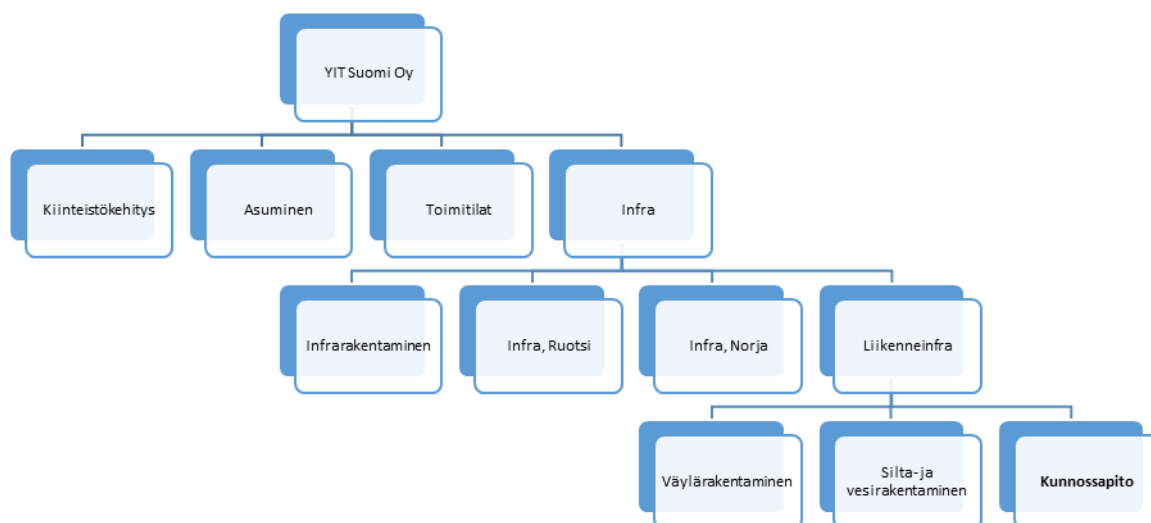 YIT Suomi Oy
Kiinteistökehitys
Asuminen
Toimitilat
Infra
Infrarakentaminen
Infra, Ruotsi
Infra, Norja
Liikenneinfra
Väylärakentaminen
Silta-ja
vesirakentaminen
Kunnossapito